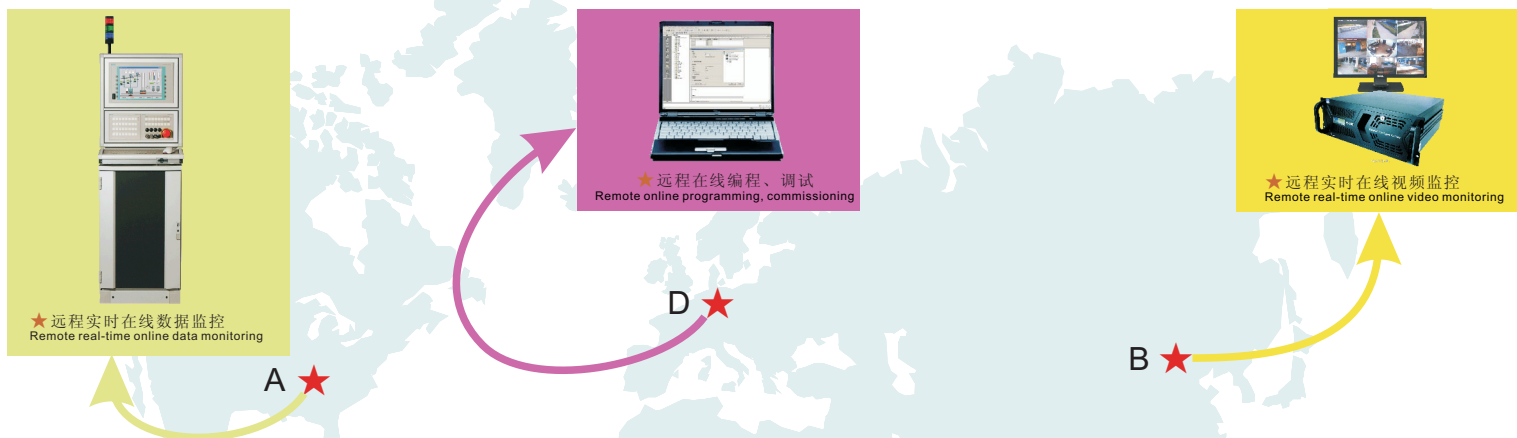 ★远程实时在线数据监控
Remote real-time online data monitoring
★远程在线编程、调试
Remote online programming, commissioning
★远程实时在线视频监控
Remote real-time online video monitoring
A
D
B